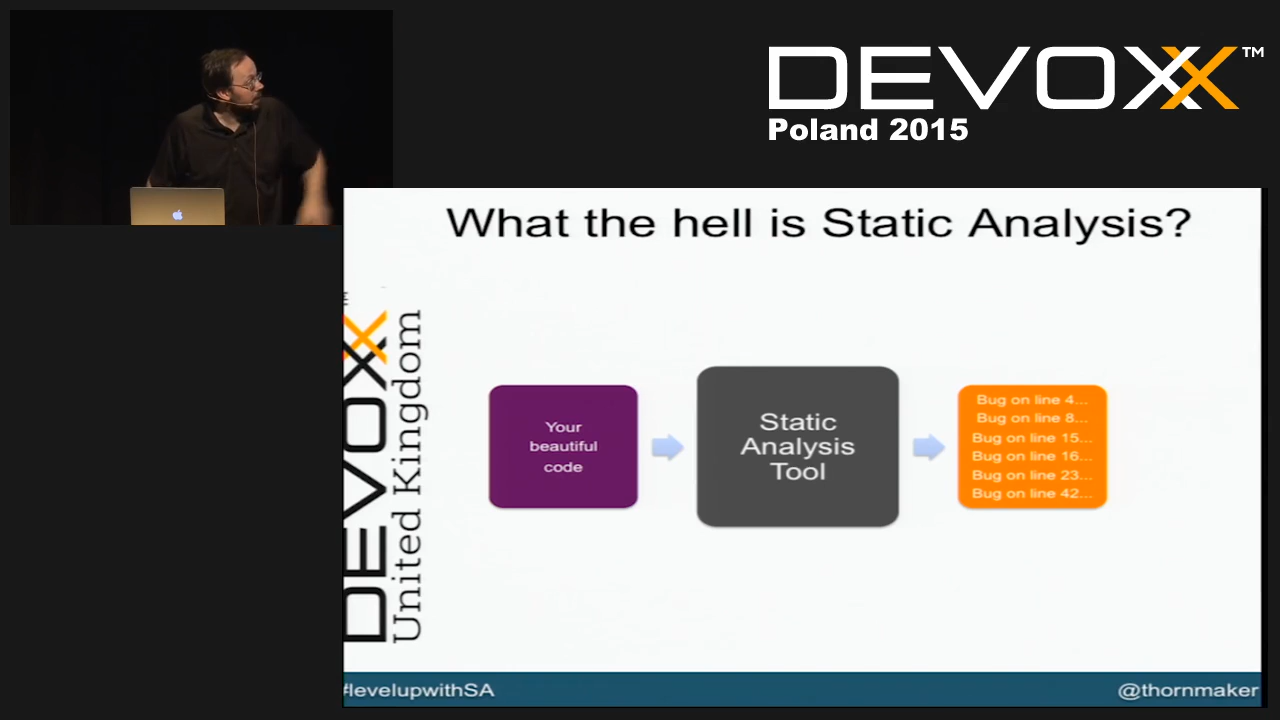 DEVOXX™
Poland 2015
What the hell is Static Analysis?
DEVOXX™
United Kingdom
Your
beautiful
code
Static
Analysis
Tool
Bug on line 4...
Bug on line 8...
Bug on line 15...
Bug on line 16...
Bug on line 23...
Bug on line 42...
#levelupwithSA
@thornmaker